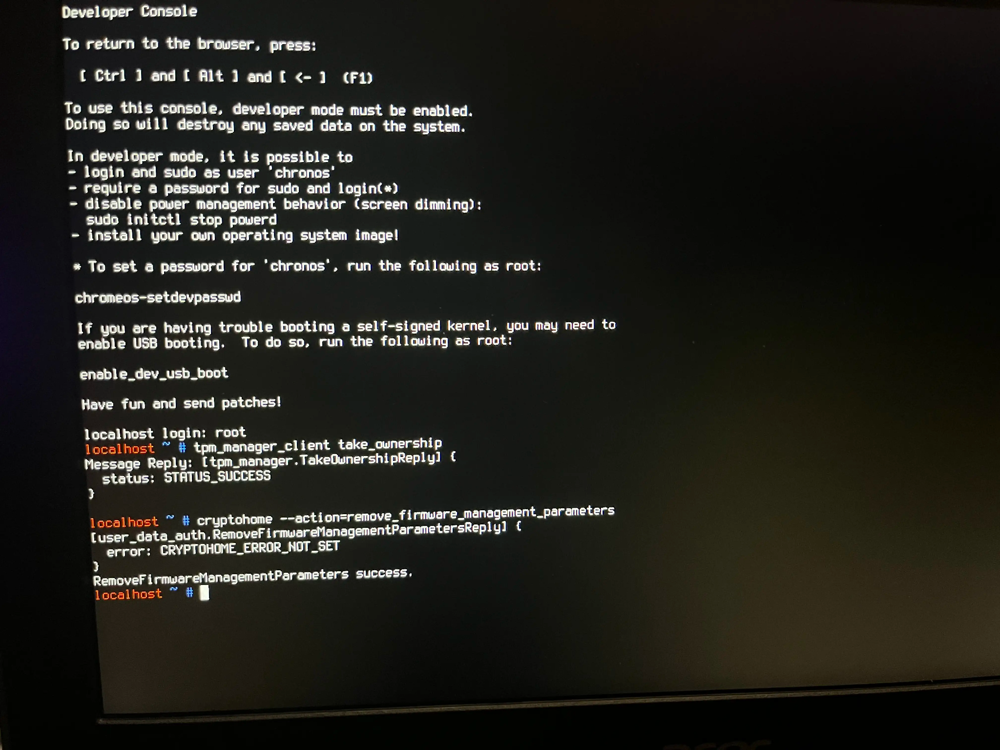 Developer Console
To return to the browser, press:
[ Ctrl ] and [ Alt ] and [ <- ] (F1)
To use this console, developer mode must be enabled.
Doing so will destroy any saved data on the system.
In developer mode, it is possible to
- login and sudo as user 'chronos'
- require a password for sudo and login(*)
- disable power management behavior (screen dimming):
sudo initctl stop powerd
- install your own operating system image!
* To set a password for 'chronos', run the following as root:
chromeos-setdevpasswd
If you are having trouble booting a self-signed kernel, you may need to
enable USB booting. To do so, run the following as root:
enable_dev_usb_boot
Have fun and send patches!
localhost login: root
localhost ~ # tpm_manager_client take_ownership
Message Reply: [tpm_manager.TakeOwnershipReply] {
status: STATUS_SUCCESS
}
localhost ~ # cryptohome --action=remove_firmware_management_parameters
[user_data_auth.RemoveFirmwareManagementParametersReply] {
error: CRYPTOHOME_ERROR_NOT_SET
}
RemoveFirmwareManagementParameters success.
localhost ~ #